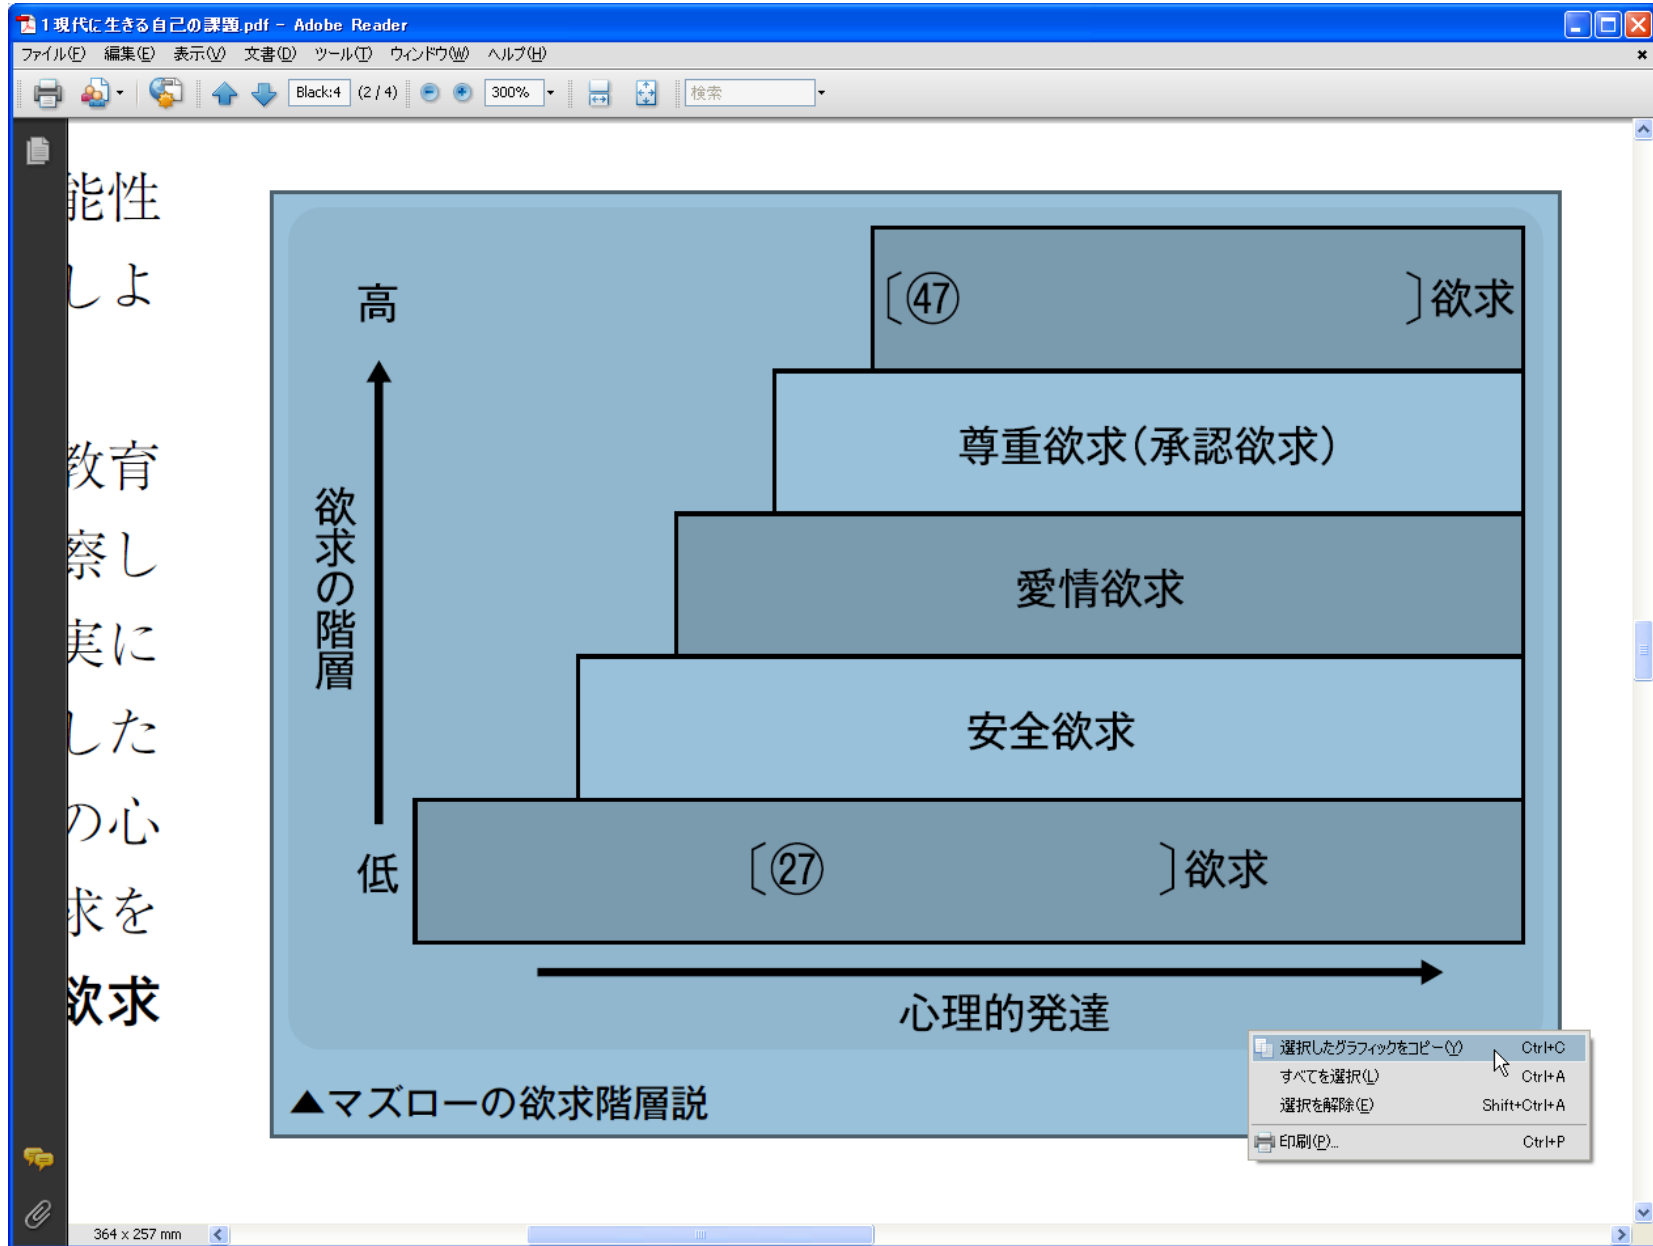 1 現代に生きる自己の課題.pdf - Adobe Reader
ファイル(F) 編集(E) 表示(V) 文書(D) ツール(T) ウィンドウ(W) ヘルプ(H)
Black:4 (2 / 4) 300% 検索
能性
しよ
教育
察し
実に
した
の心
求を
欲求
高
欲求の階層
低
〔㊼ 〕欲求
尊重欲求(承認欲求)
愛情欲求
安全欲求
〔㉗ 〕欲求
心理的発達
▲マズローの欲求階層説
選択したグラフィックをコピー(Y) Ctrl+C
すべてを選択(L) Ctrl+A
選択を解除(E) Shift+Ctrl+A
印刷(P)... Ctrl+P
364 x 257 mm